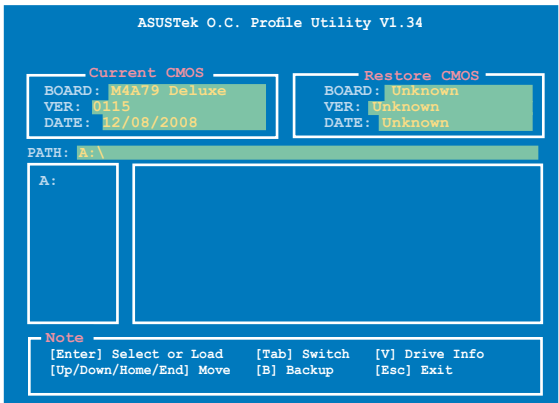 ASUSTek O.C. Profile Utility V1.34
Current CMOS
BOARD: M4A79 Deluxe
VER: 0115
DATE: 12/08/2008
Restore CMOS
BOARD: Unknown
VER: Unknown
DATE: Unknown
PATH: A:\
A:
Note
[Enter] Select or Load [Tab] Switch [V] Drive Info
[Up/Down/Home/End] Move [B] Backup [Esc] Exit